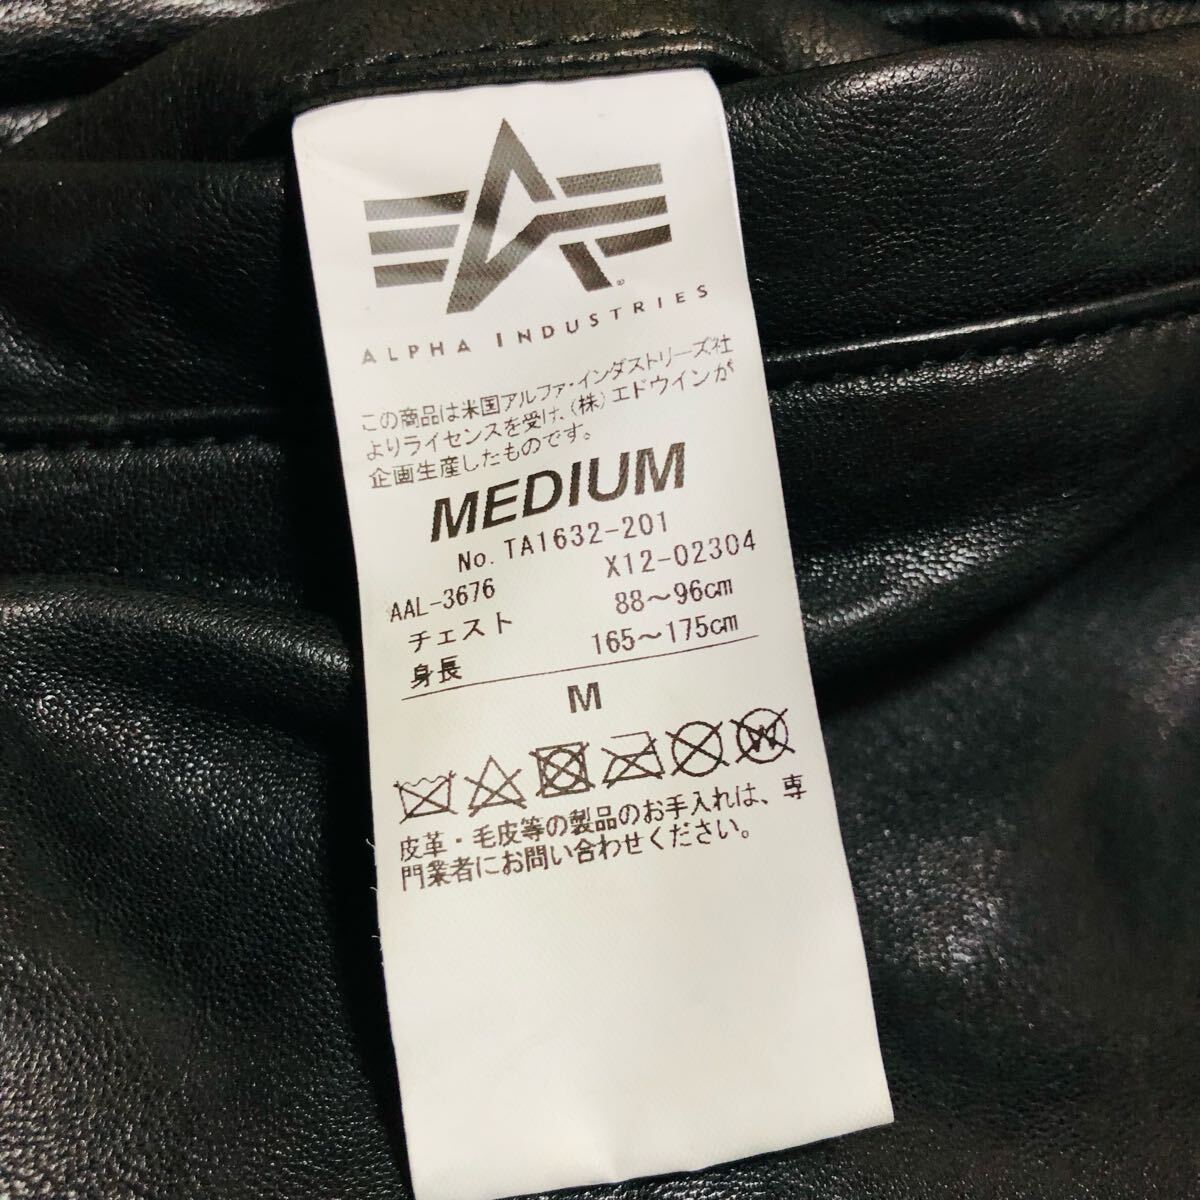 ALPHA INDUSTRIES
この商品は米国アルファ・インダストリーズ社
よりライセンスを受け、(株)エドウインが
企画生産したものです。
MEDIUM
No. TA1632-201
AAL-3676 X12-02304
チェスト 88〜96cm
身長 165〜175cm
M
皮革・毛皮等の製品のお手入れは、専
門業者にお問い合わせください。